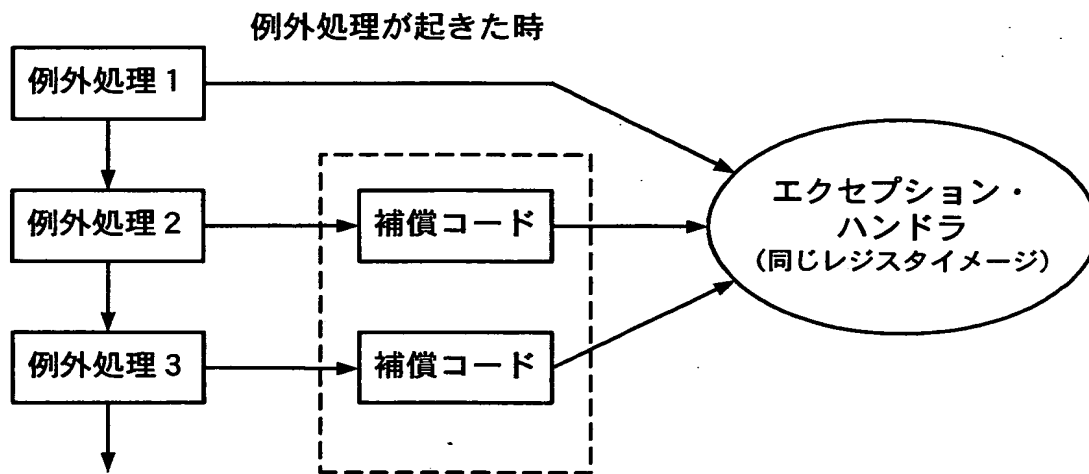 例外処理が起きた時
例外処理1
例外処理2
補償コード
エクセプション・
ハンドラ
(同じレジスタイメージ)
例外処理3
補償コード